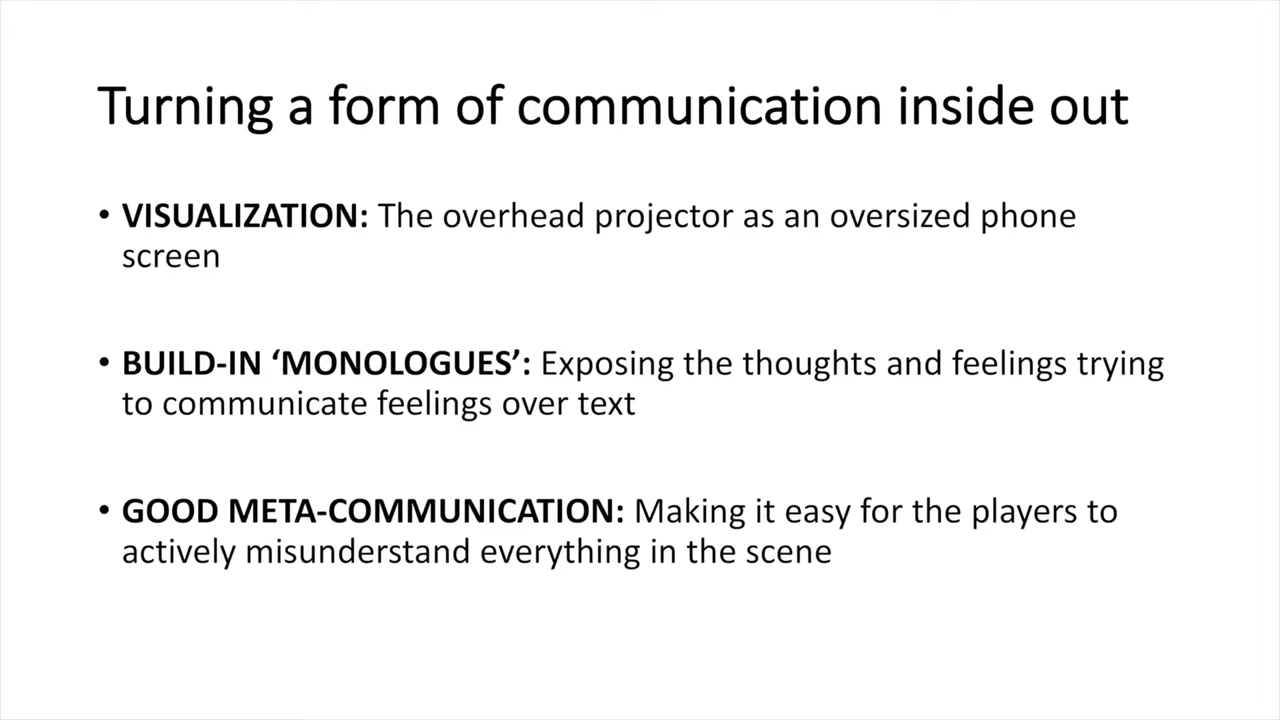 Turning a form of communication inside out
• VISUALIZATION: The overhead projector as an oversized phone
screen
• BUILD-IN ‘MONOLOGUES’: Exposing the thoughts and feelings trying
to communicate feelings over text
• GOOD META-COMMUNICATION: Making it easy for the players to
actively misunderstand everything in the scene